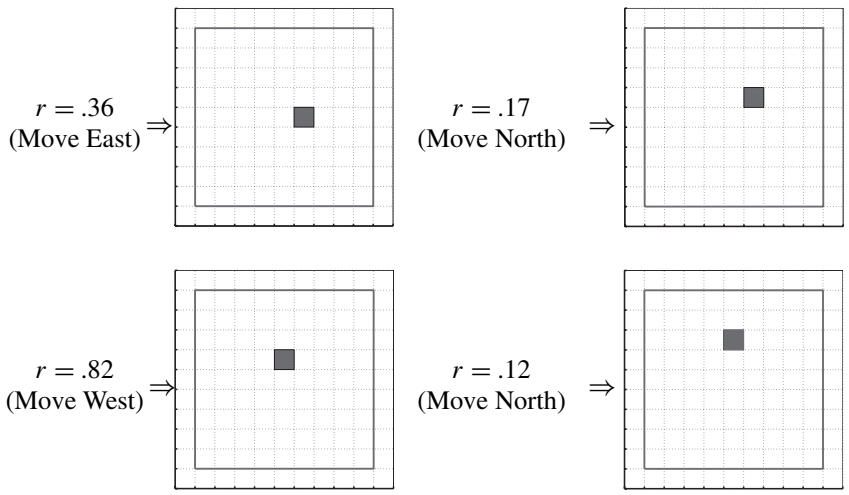 r = .36
(Move East)
⇒
r = .17
(Move North)
⇒
r = .82
(Move West)
⇒
r = .12
(Move North)
⇒